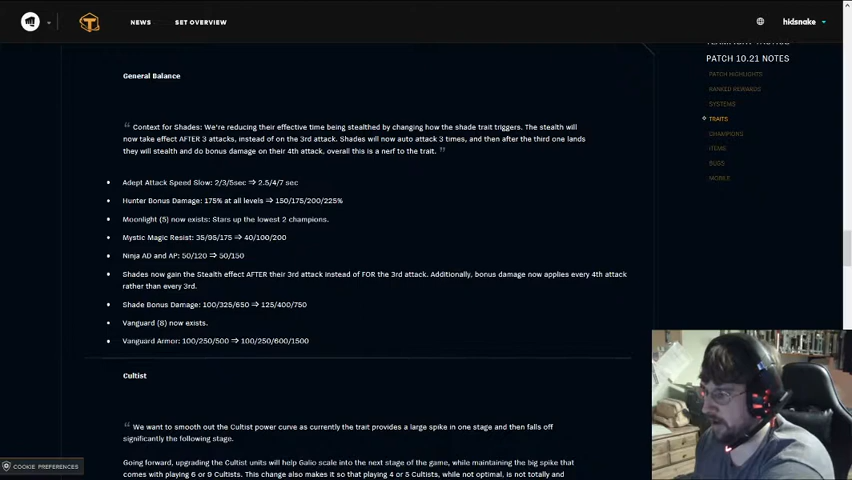 NEWS
SET OVERVIEW
hidsnake
General Balance
PATCH 10.21 NOTES
PATCH HIGHLIGHTS
RANKED REWARDS
SYSTEMS
TRAITS
CHAMPIONS
ITEMS
BUGS
MOBILE
" Context for Shades: We're reducing their effective time being stealthed by changing how the shade trait triggers. The stealth will
now take effect AFTER 3 attacks, instead of on the 3rd attack. Shades will now auto attack 3 times, and then after the third one lands
they will stealth and do bonus damage on their 4th attack, overall this is a nerf to the trait. "
• Adept Attack Speed Slow: 2/3/5sec ⇒ 2.5/4/7 sec
• Hunter Bonus Damage: 175% at all levels ⇒ 150/175/200/225%
• Moonlight (5) now exists: Stars up the lowest 2 champions.
• Mystic Magic Resist: 35/95/175 ⇒ 40/100/200
• Ninja AD and AP: 50/120 ⇒ 50/150
• Shades now gain the Stealth effect AFTER their 3rd attack instead of FOR the 3rd attack. Additionally, bonus damage now applies every 4th attack
rather than every 3rd.
• Shade Bonus Damage: 100/325/650 ⇒ 125/400/750
• Vanguard (8) now exists.
• Vanguard Armor: 100/250/500 ⇒ 100/250/600/1500
Cultist
" We want to smooth out the Cultist power curve as currently the trait provides a large spike in one stage and then falls off
significantly the following stage.
Going forward, upgrading the Cultist units will help Galio scale into the next stage of the game, while maintaining the big spike that
comes with playing 6 or 9 Cultists. This change also makes it so that playing 4 or 5 Cultists, while not optimal, is not totally and
COOKIE PREFERENCES